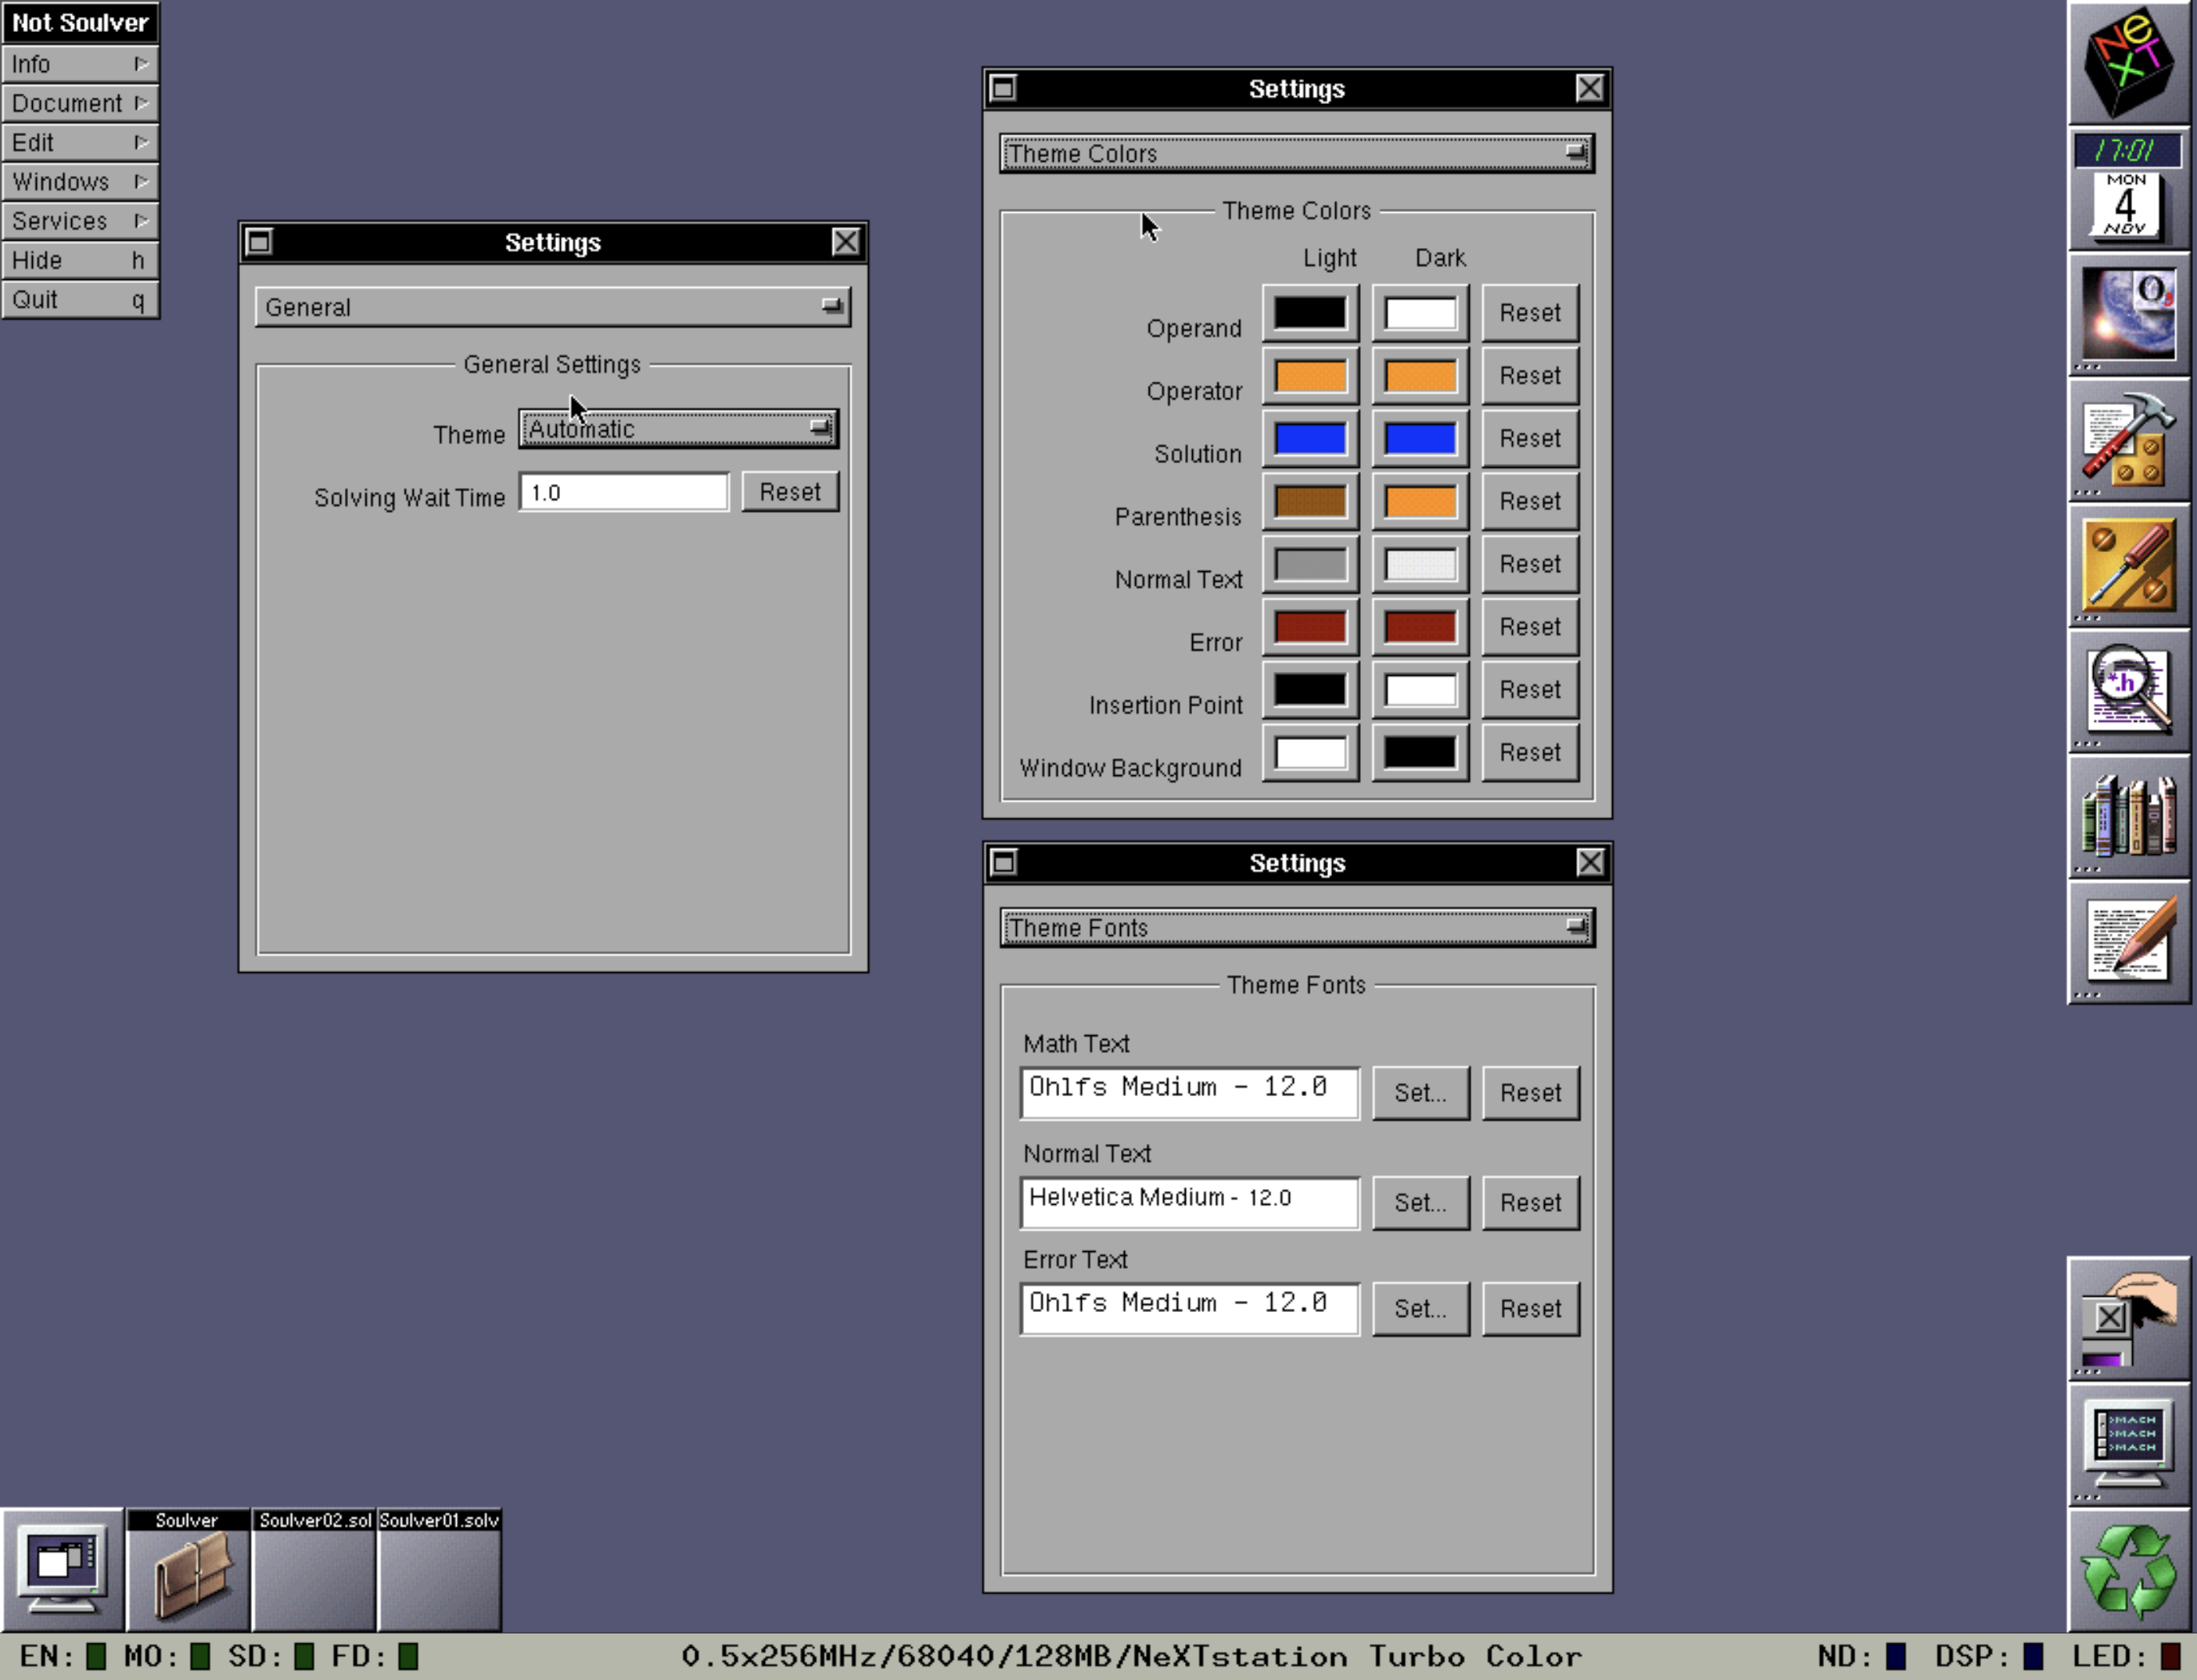 Not Soulver
Info
Document
Edit
Windows
Services
Hide h
Quit q
Settings
General
General Settings
Theme Automatic
Solving Wait Time 1.0 Reset
Settings
Theme Colors
Theme Colors
Light Dark
Operand Reset
Operator Reset
Solution Reset
Parenthesis Reset
Normal Text Reset
Error Reset
Insertion Point Reset
Window Background Reset
Settings
Theme Fonts
Theme Fonts
Math Text
Ohlfs Medium - 12.0 Set... Reset
Normal Text
Helvetica Medium - 12.0 Set... Reset
Error Text
Ohlfs Medium - 12.0 Set... Reset
NeXT
17:01
MON
4
NOV
*.h
>MACH
>MACH
>MACH
Soulver Soulver02.sol Soulver01.solv
EN: MO: SD: FD: 0.5x256MHz/68040/128MB/NeXTstation Turbo Color ND: DSP: LED: